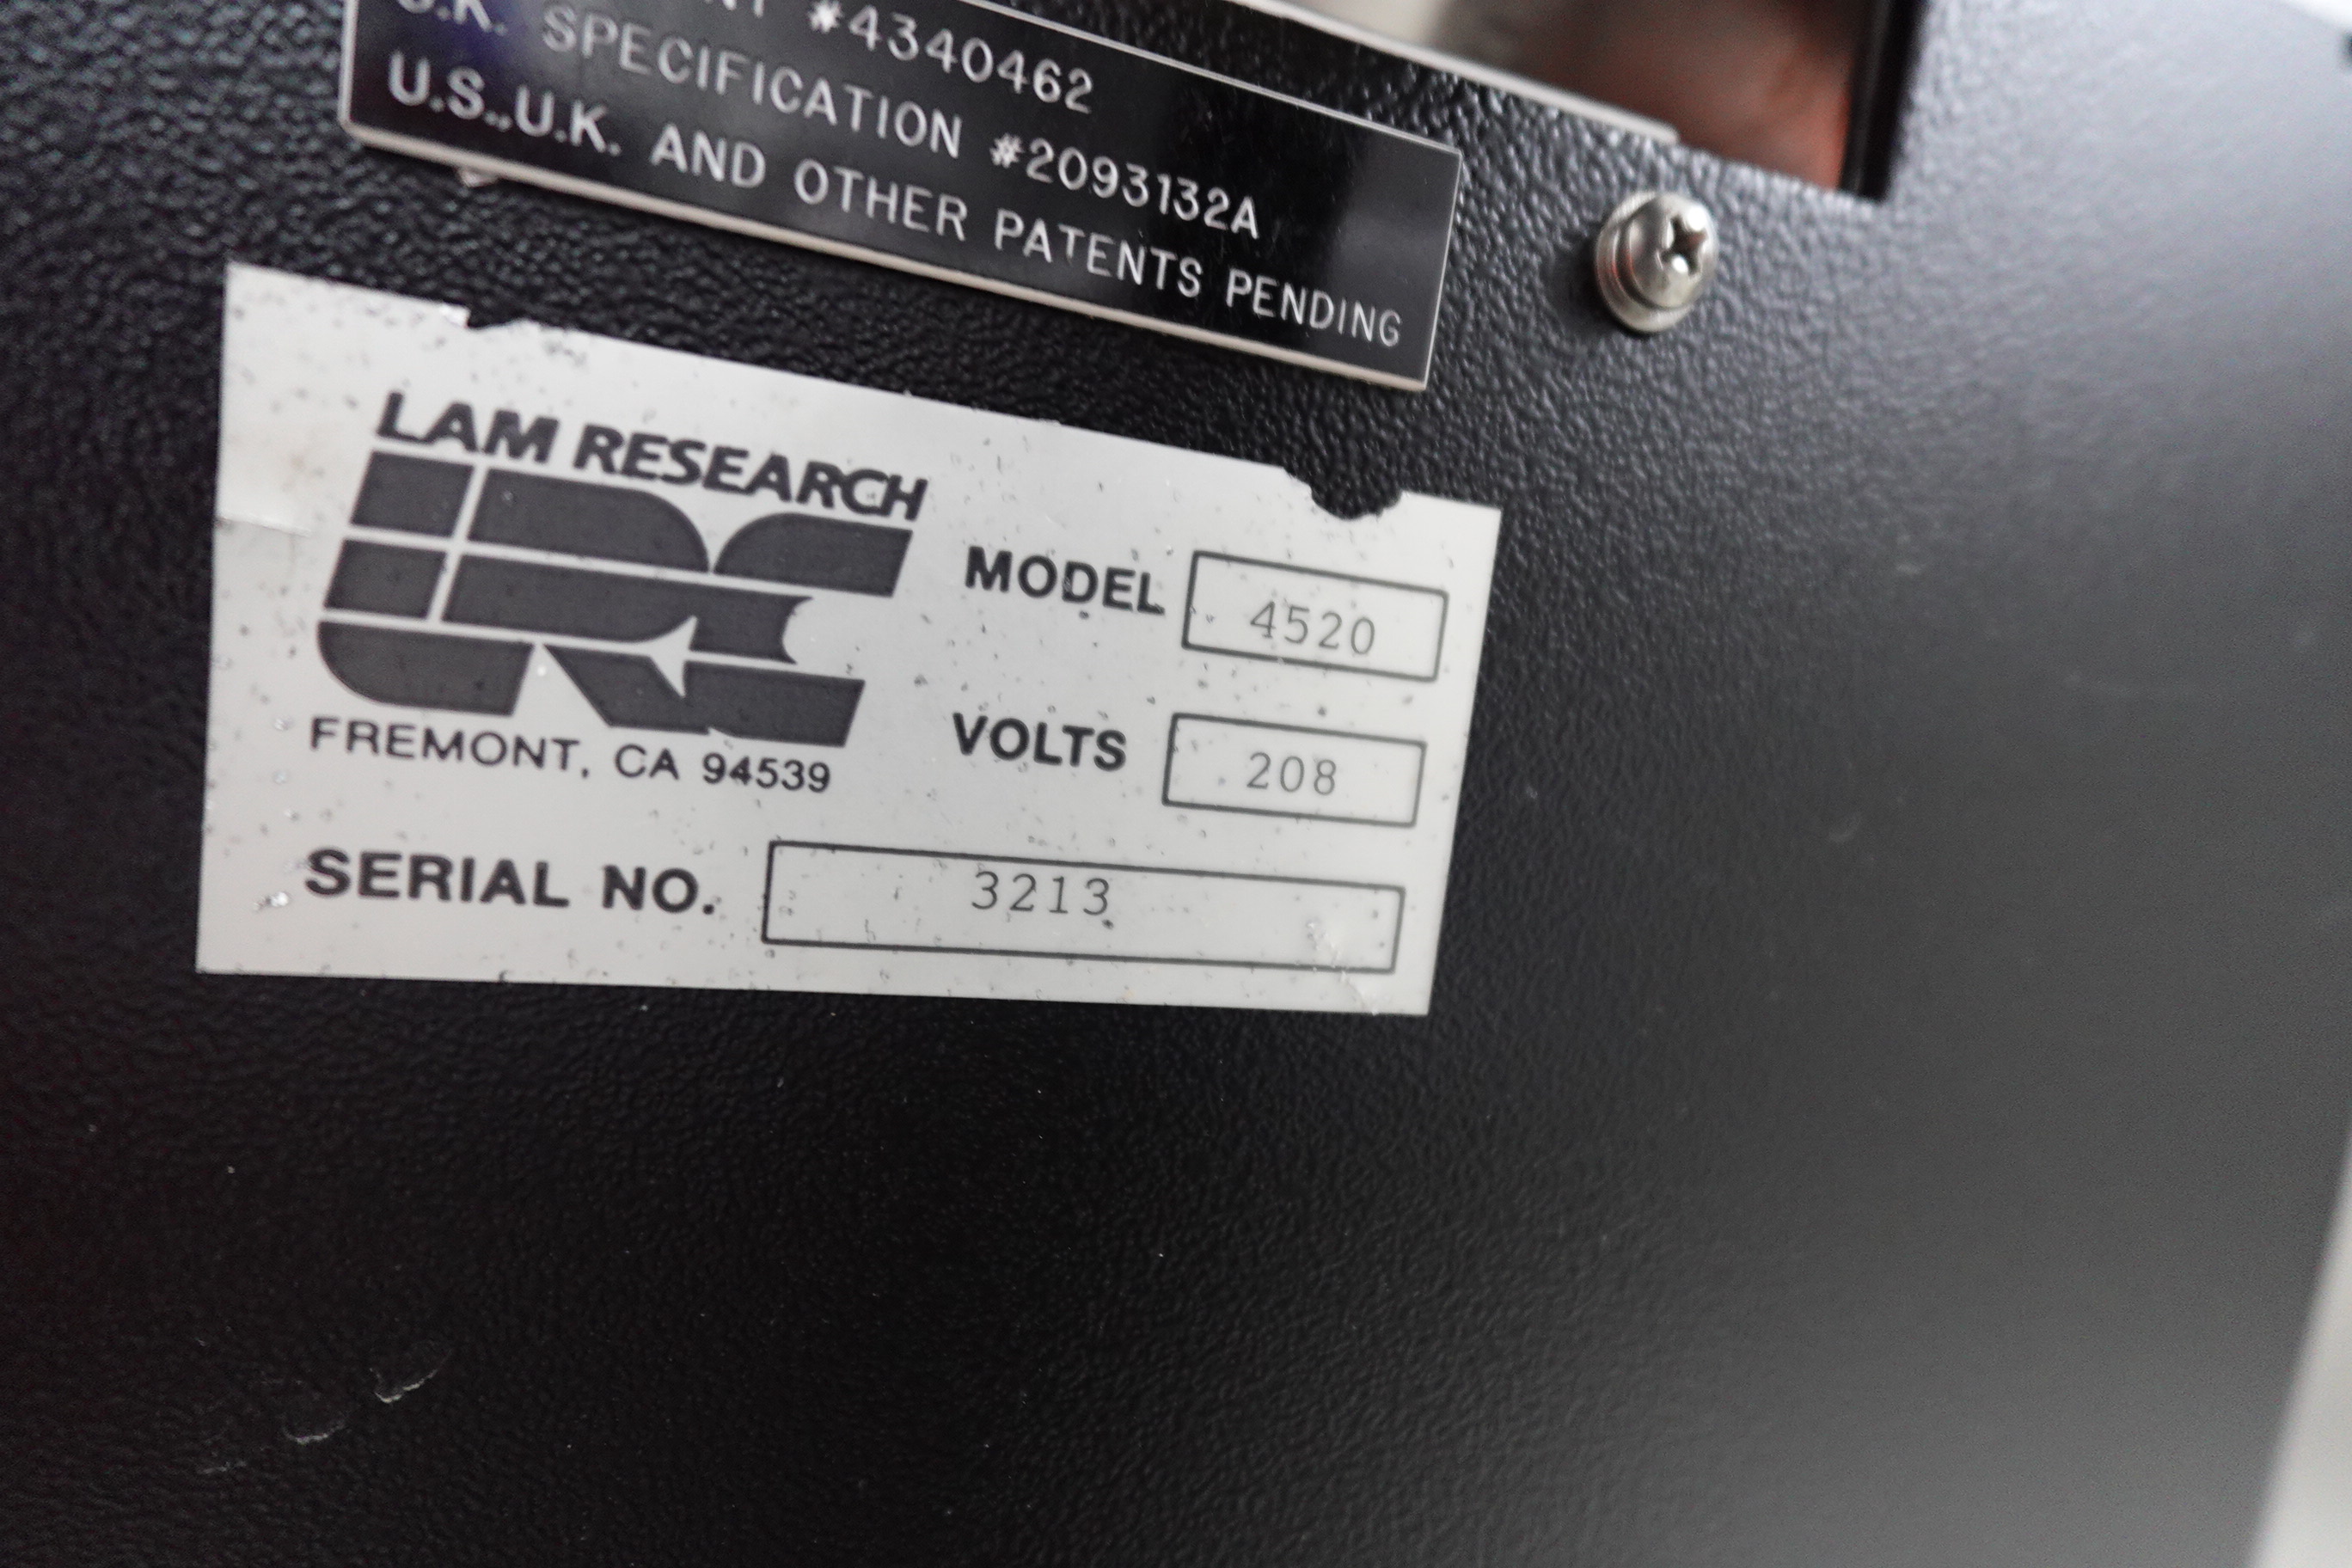 #4340462
U.K. SPECIFICATION #2093132A
U.S.,U.K. AND OTHER PATENTS PENDING
LAM RESEARCH
LRC
FREMONT, CA 94539
MODEL 4520
VOLTS 208
SERIAL NO. 3213